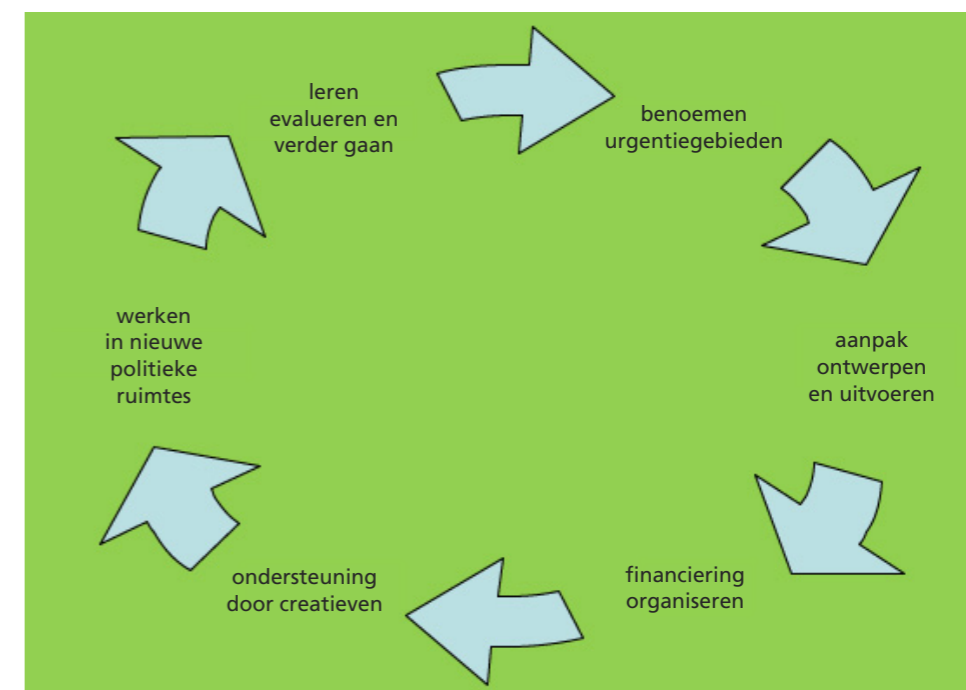 leren
evalueren en
verder gaan
benoemen
urgentiegebieden
aanpak
ontwerpen
en uitvoeren
financiering
organiseren
ondersteuning
door creatieven
werken
in nieuwe
politieke
ruimtes